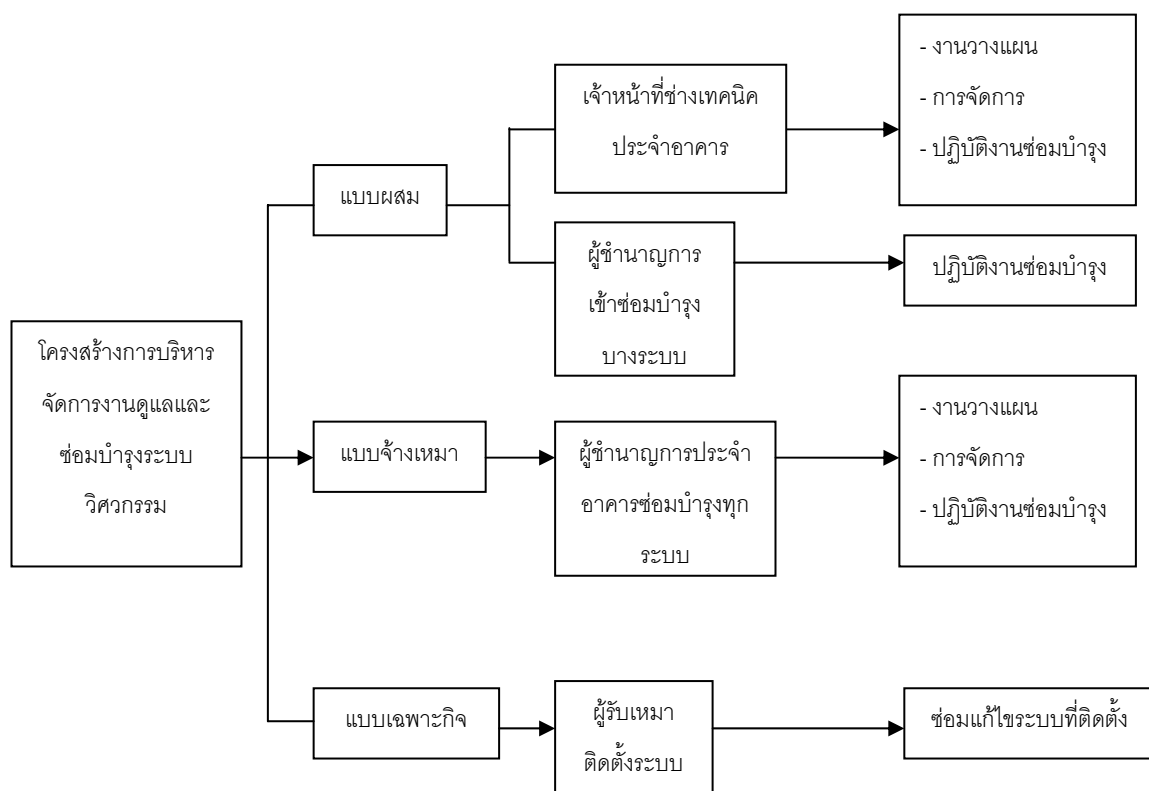 โครงสร้างการบริหาร
จัดการงานดูแลและ
ซ่อมบำรุงระบบ
วิศวกรรม
แบบผสม
เจ้าหน้าที่ช่างเทคนิค
ประจำอาคาร
- งานวางแผน
- การจัดการ
- ปฏิบัติงานซ่อมบำรุง
ผู้ชำนาญการ
เข้าซ่อมบำรุง
บางระบบ
ปฏิบัติงานซ่อมบำรุง
แบบจ้างเหมา
ผู้ชำนาญการประจำ
อาคารซ่อมบำรุงทุก
ระบบ
- งานวางแผน
- การจัดการ
- ปฏิบัติงานซ่อมบำรุง
แบบเฉพาะกิจ
ผู้รับเหมา
ติดตั้งระบบ
ซ่อมแก้ไขระบบที่ติดตั้ง